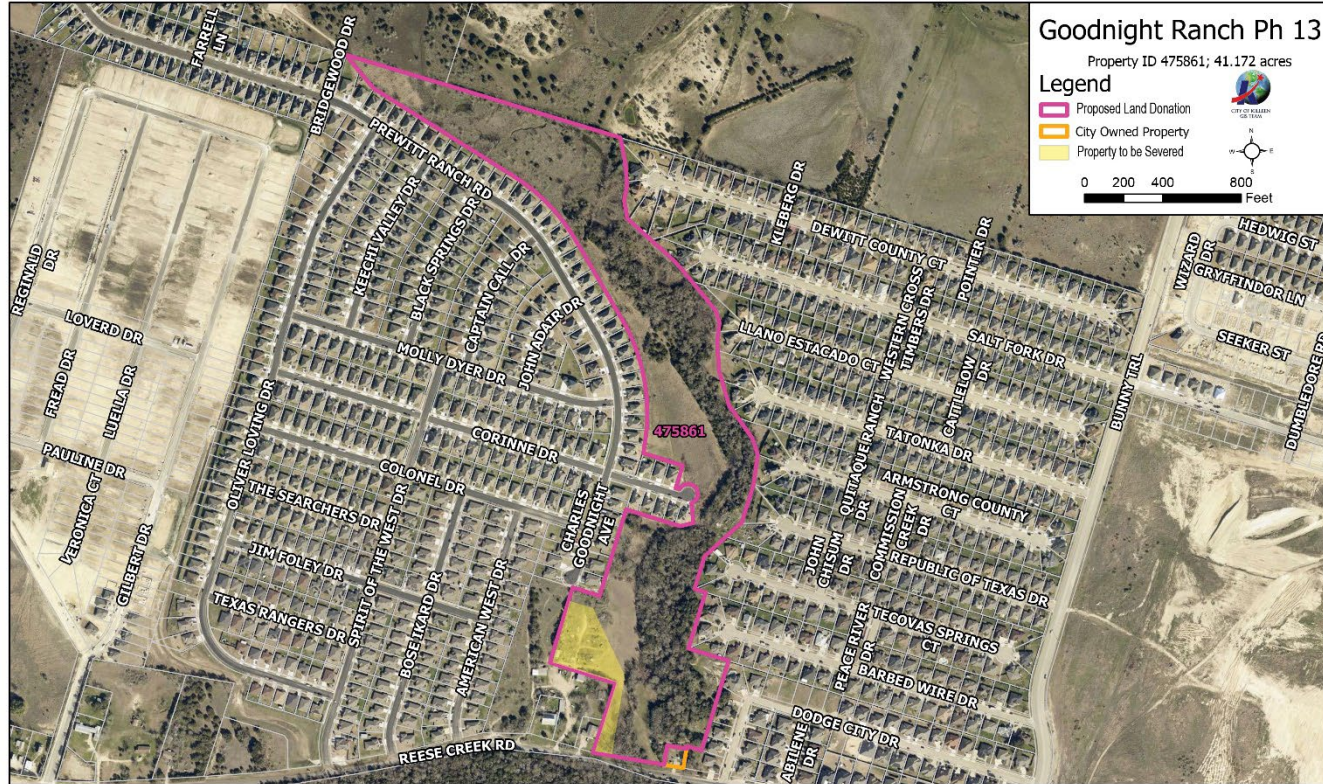 Goodnight Ranch Ph 13
Property ID 475861; 41.172 acres
Legend
Proposed Land Donation
City Owned Property
Property to be Severed
CITY OF KILLEEN
GIS TEAM
N
W
E
S
0 200 400 800
Feet
FARRELL
LN
BRIDGEWOOD DR
PREWITT RANCH RD
KEECHI VALLEY DR
BLACK SPRINGS DR
CAPTAIN CALL DR
JOHN ADAIR DR
MOLLY DYER DR
CORINNE DR
COLONEL DR
OLIVER LOVING DR
THE SEARCHERS DR
JIM FOLEY DR
TEXAS RANGERS DR
SPIRIT OF THE WEST DR
BOSE IKARD DR
AMERICAN WEST DR
CHARLES
GOODNIGHT
AVE
REESE CREEK RD
REGINALD
DR
LOVERD DR
FREAD DR
LUELLA DR
PAULINE DR
VERONICA CT
GILBERT DR
475861
KLEBERG DR
DEWITT COUNTY CT
POINTER DR
WESTERN CROSS
TIMBERS DR
SALT FORK DR
LLANO ESTACADO CT
CATTLELOW
DR
QUITAQUERANCH
DR
TATONKA DR
ARMSTRONG COUNTY
CT
COMMISSION
CREEK
DR
JOHN
CHISUM
DR
REPUBLIC OF TEXAS DR
TECOVAS SPRINGS
CT
PEACE RIVER
DR
BARBED WIRE DR
DODGE CITY DR
ABILENE
DR
BUNNY TRL
WIZARD
DR
HEDWIG ST
GRYFFINDOR LN
SEEKER ST
DUMBLEDORE RD